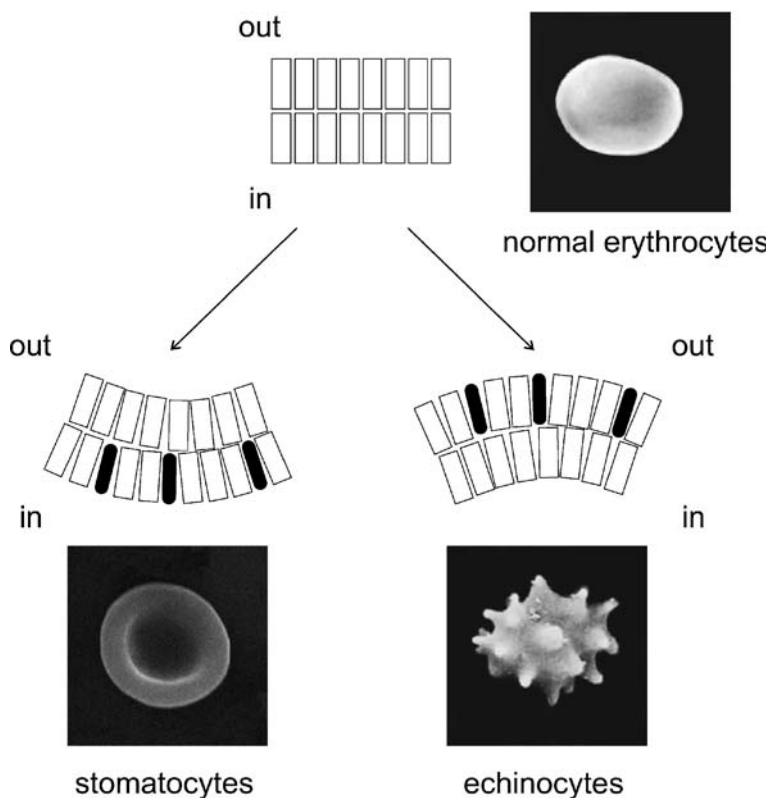 out
in
normal erythrocytes
out
out
in
in
stomatocytes
echinocytes